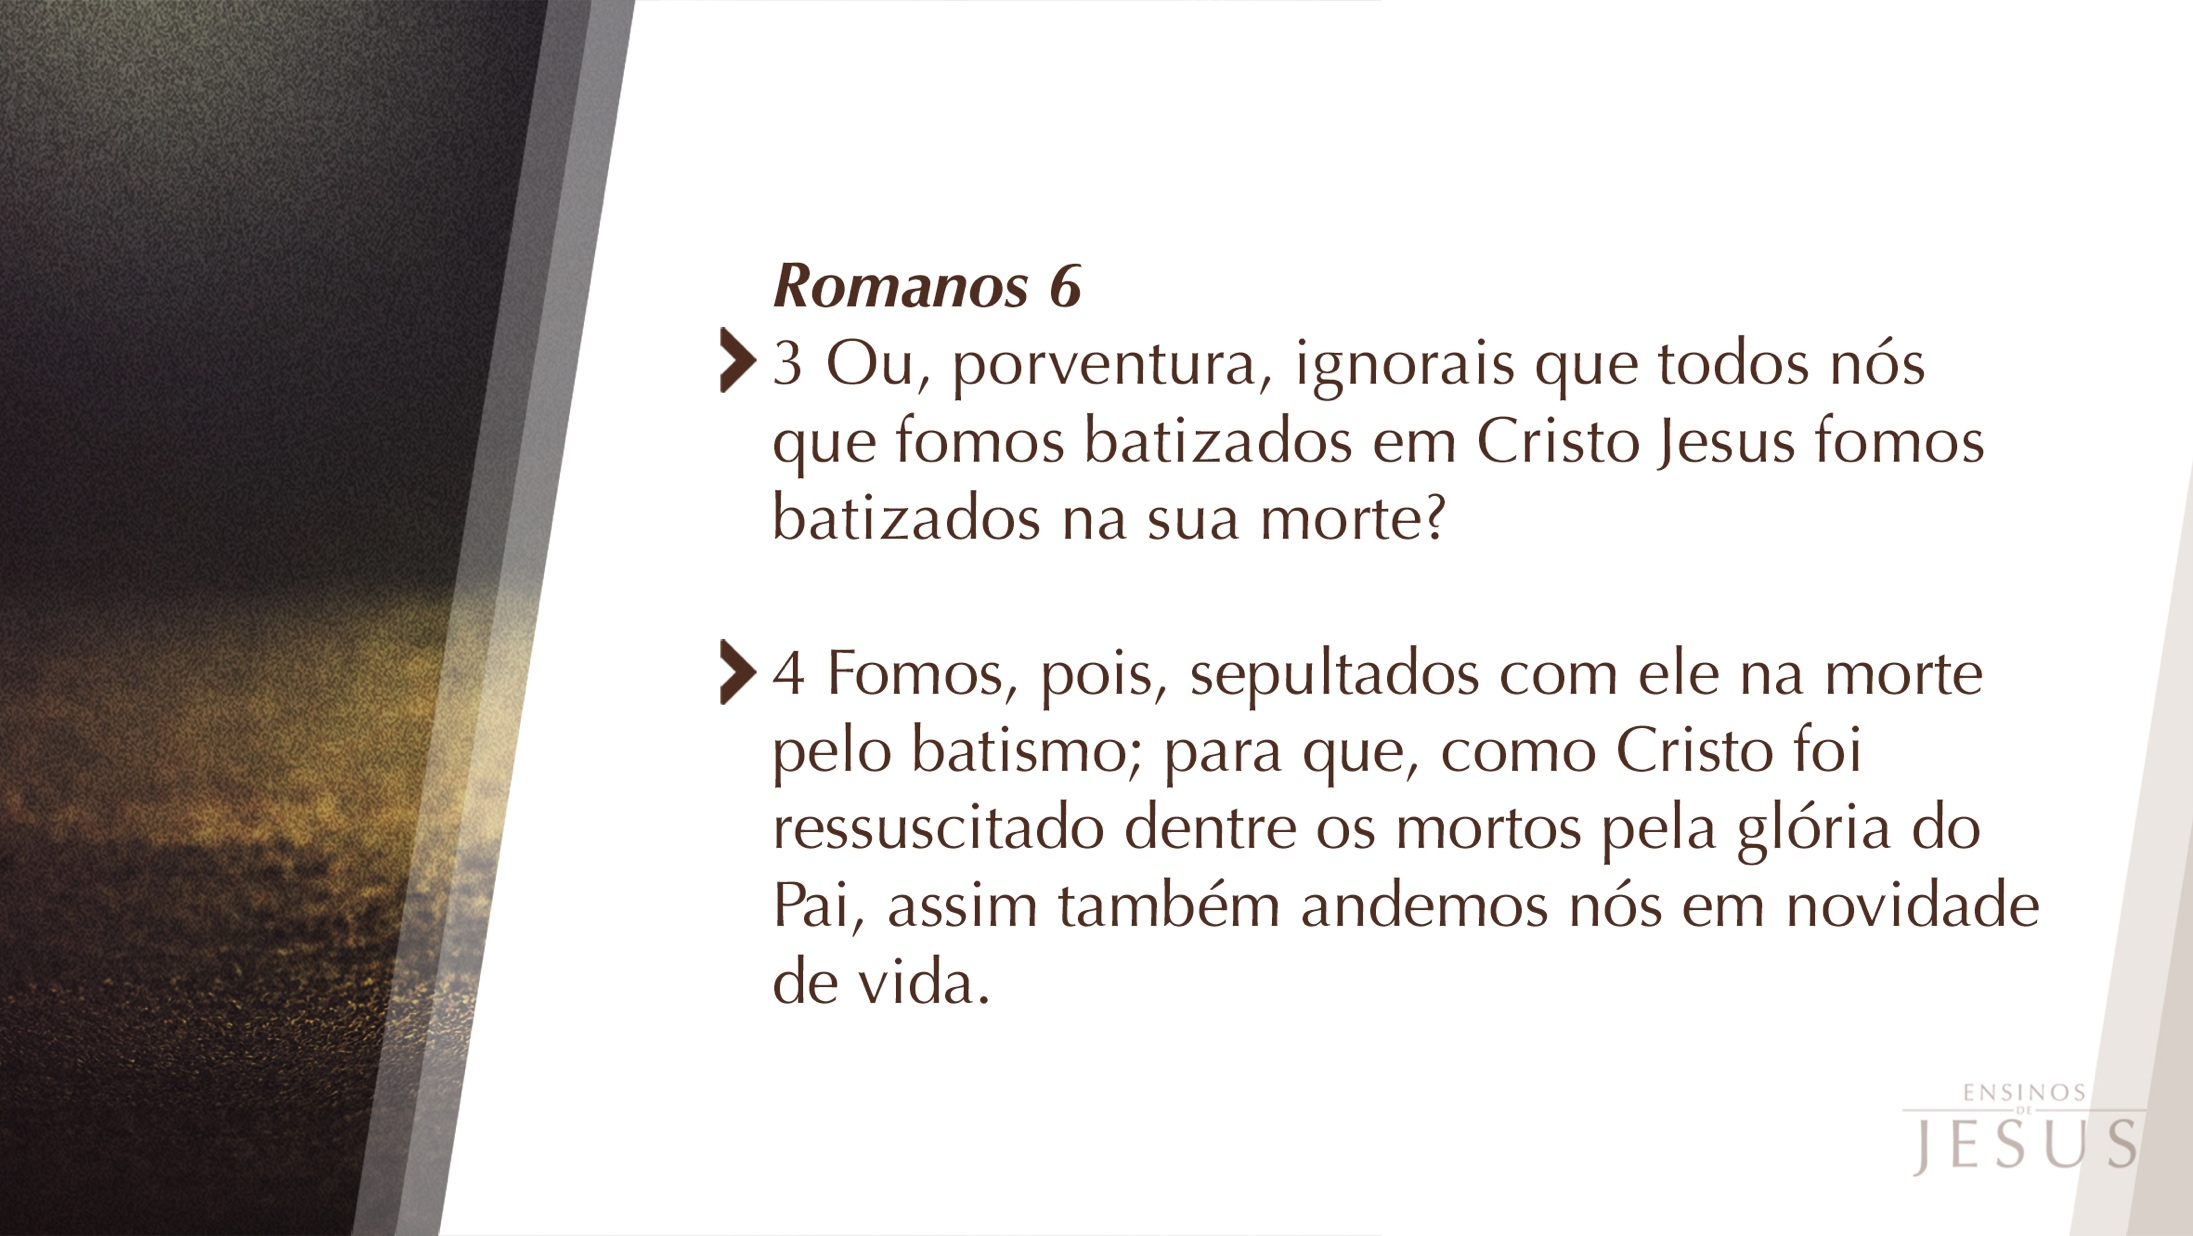 Romanos 6
3 Ou, porventura, ignorais que todos nós
que fomos batizados em Cristo Jesus fomos
batizados na sua morte?
4 Fomos, pois, sepultados com ele na morte
pelo batismo; para que, como Cristo foi
ressuscitado dentre os mortos pela glória do
Pai, assim também andemos nós em novidade
de vida.
ENSINOS
DE
JESUS